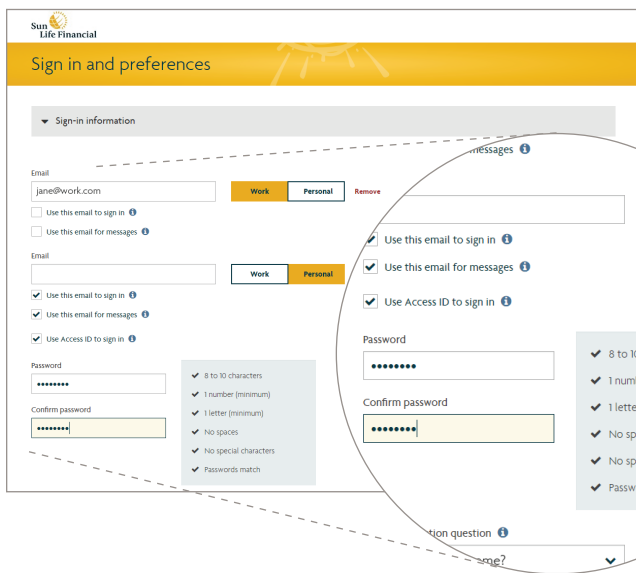 Sun
Life Financial
Sign in and preferences
Sign-in information
Email
jane@work.com
Work Personal Remove
Use this email to sign in
Use this email for messages
Email
Work Personal
Use this email to sign in
Use this email for messages
Use Access ID to sign in
Password
8 to 10 characters
1 number (minimum)
Confirm password
1 letter (minimum)
No spaces
No special characters
Passwords match
messages
Use this email to sign in
Use this email for messages
Use Access ID to sign in
Password
8 to 10
1 num
Confirm password
1 lette
No sp
No sp
Passw
tion question
me?